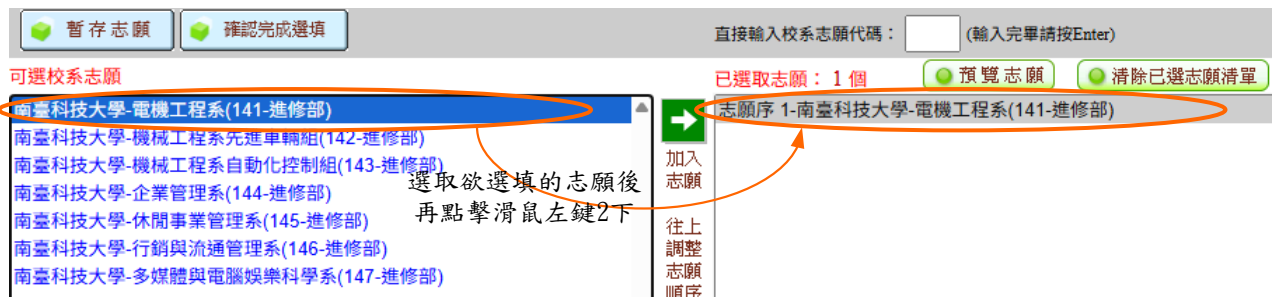 暫存志願
確認完成選填
直接輸入校系志願代碼：
(輸入完畢請按Enter)
可選校系志願
已選取志願：1 個
預覽志願
清除已選志願清單
南臺科技大學-電機工程系(141-進修部)
南臺科技大學-機械工程系先進車輛組(142-進修部)
南臺科技大學-機械工程系自動化控制組(143-進修部)
南臺科技大學-企業管理系(144-進修部)
南臺科技大學-休閒事業管理系(145-進修部)
南臺科技大學-行銷與流通管理系(146-進修部)
南臺科技大學-多媒體與電腦娛樂科學系(147-進修部)
選取欲選填的志願後
再點擊滑鼠左鍵2下
加入
志願
往上
調整
志願
順序
志願序 1-南臺科技大學-電機工程系(141-進修部)